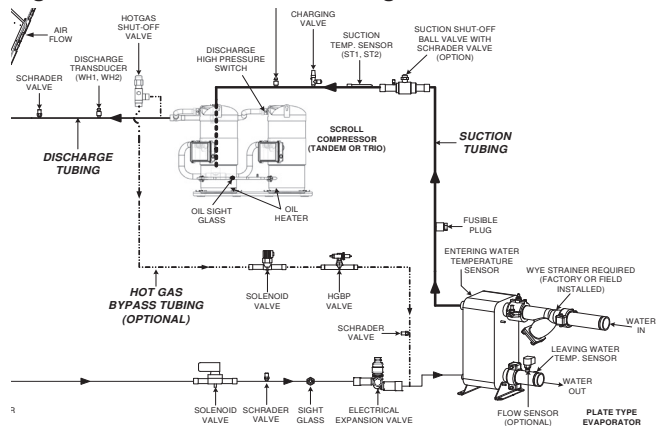 AIR
FLOW
HOTGAS
SHUT-OFF
VALVE
CHARGING
VALVE
DISCHARGE
TRANSDUCER
(WH1, WH2)
DISCHARGE
HIGH PRESSURE
SWITCH
SUCTION
TEMP. SENSOR
(ST1, ST2)
SUCTION SHUT-OFF
BALL VALVE WITH
SCHRADER VALVE
(OPTION)
SCHRADER
VALVE
DISCHARGE
TUBING
SCROLL
COMPRESSOR
(TANDEM OR TRIO)
SUCTION
TUBING
OIL SIGHT
GLASS
OIL
HEATER
FUSIBLE
PLUG
ENTERING WATER
TEMPERATURE
SENSOR
WYE STRAINER REQUIRED
(FACTORY OR FIELD
INSTALLED)
HOT GAS
BYPASS TUBING
(OPTIONAL)
SOLENOID
VALVE
HGBP
VALVE
SCHRADER
VALVE
WATER
IN
LEAVING WATER
TEMP. SENSOR
WATER
OUT
SOLENOID
VALVE
SCHRADER
VALVE
SIGHT
GLASS
ELECTRICAL
EXPANSION VALVE
FLOW SENSOR
(OPTIONAL)
PLATE TYPE
EVAPORATOR